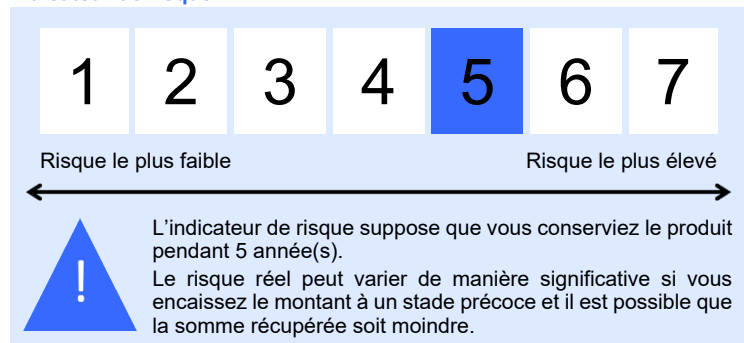 1 2 3 4 5 6 7
Risque le plus faible Risque le plus élevé
! L'indicateur de risque suppose que vous conserviez le produit
pendant 5 année(s).
Le risque réel peut varier de manière significative si vous
encaissez le montant à un stade précoce et il est possible que
la somme récupérée soit moindre.